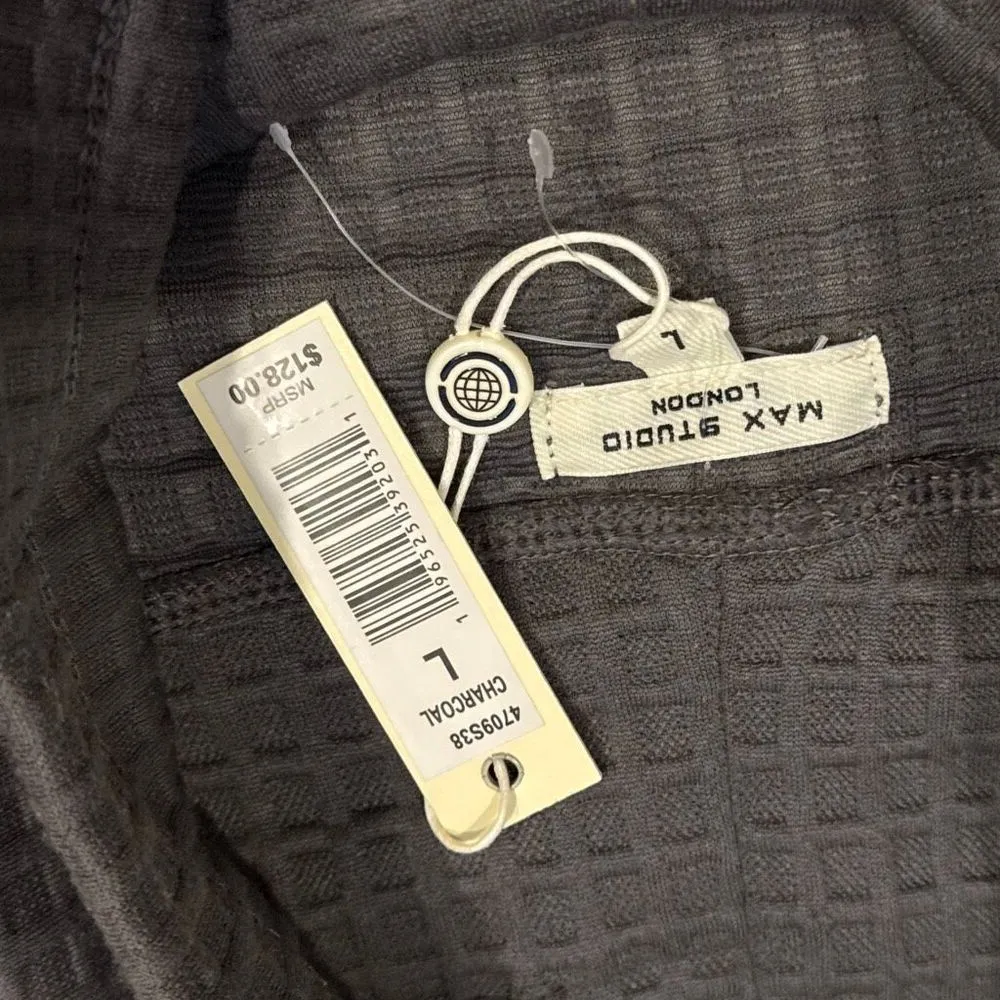 MAX STUDIO
LONDON
L
4709S38
CHARCOAL
L
1 96525 39203 1
MSRP
$128.00